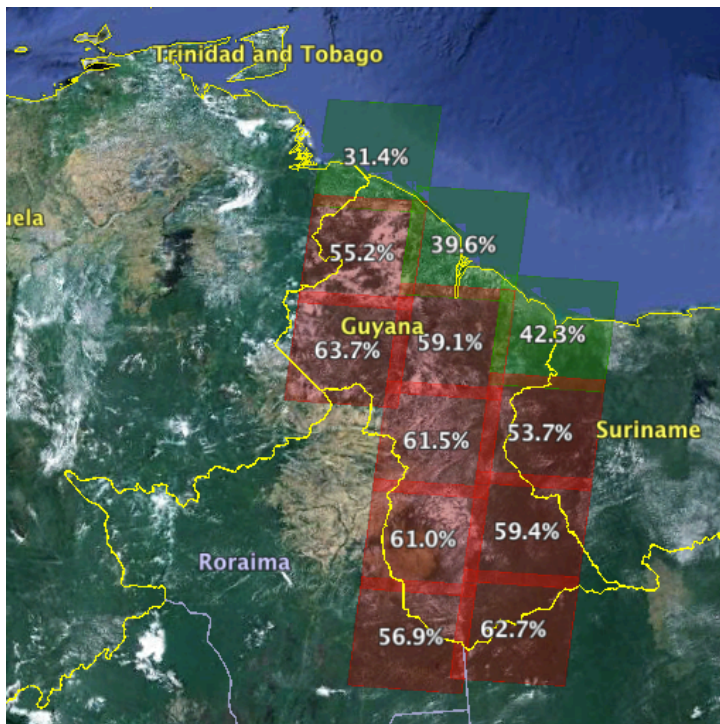 Trinidad and Tobago
31.4%
uela
55.2%
39.6%
Guyana
63.7%
59.1%
42.3%
61.5%
53.7%
Suriname
61.0%
59.4%
Roraima
56.9%
62.7%